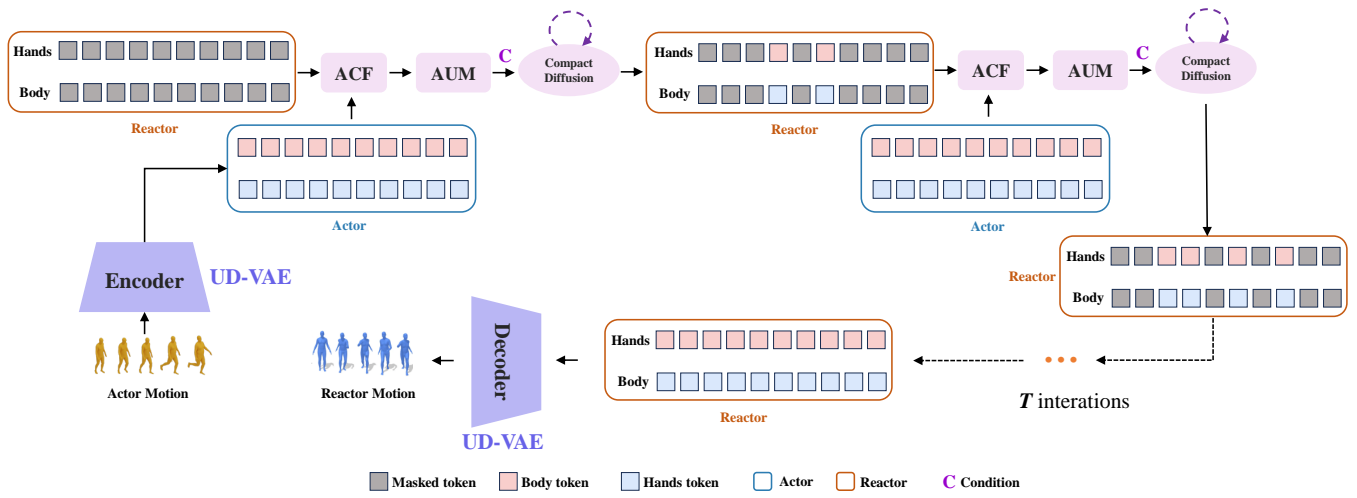 Hands
Body
Reactor
ACF
AUM
C
Compact
Diffusion
Hands
Body
Reactor
ACF
AUM
C
Compact
Diffusion
Actor
Actor
Encoder
UD-VAE
Actor Motion
Reactor Motion
Decoder
UD-VAE
Hands
Body
Reactor
Hands
Body
Reactor
T interations
Masked token
Body token
Hands token
Actor
Reactor
C Condition